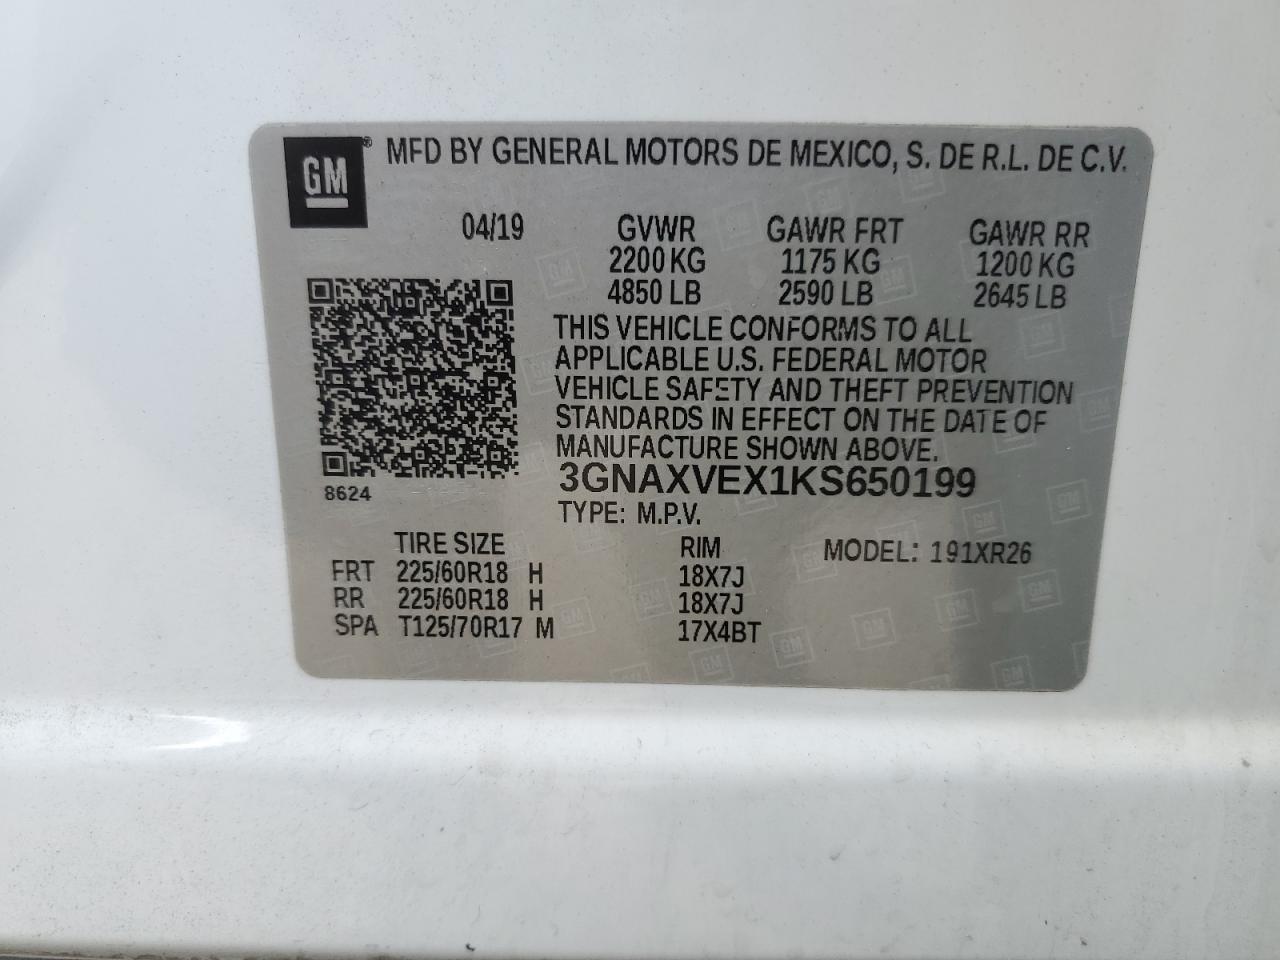 GM® MFD BY GENERAL MOTORS DE MEXICO, S. DE R.L. DE C.V.
04/19 GVWR GAWR FRT GAWR RR
2200 KG 1175 KG 1200 KG
4850 LB 2590 LB 2645 LB
THIS VEHICLE CONFORMS TO ALL
APPLICABLE U.S. FEDERAL MOTOR
VEHICLE SAFETY AND THEFT PREVENTION
STANDARDS IN EFFECT ON THE DATE OF
MANUFACTURE SHOWN ABOVE.
3GNAXVEX1KS650199
8624
TYPE: M.P.V.
TIRE SIZE RIM MODEL: 191XR26
FRT 225/60R18 H 18X7J
RR 225/60R18 H 18X7J
SPA T125/70R17 M 17X4BT